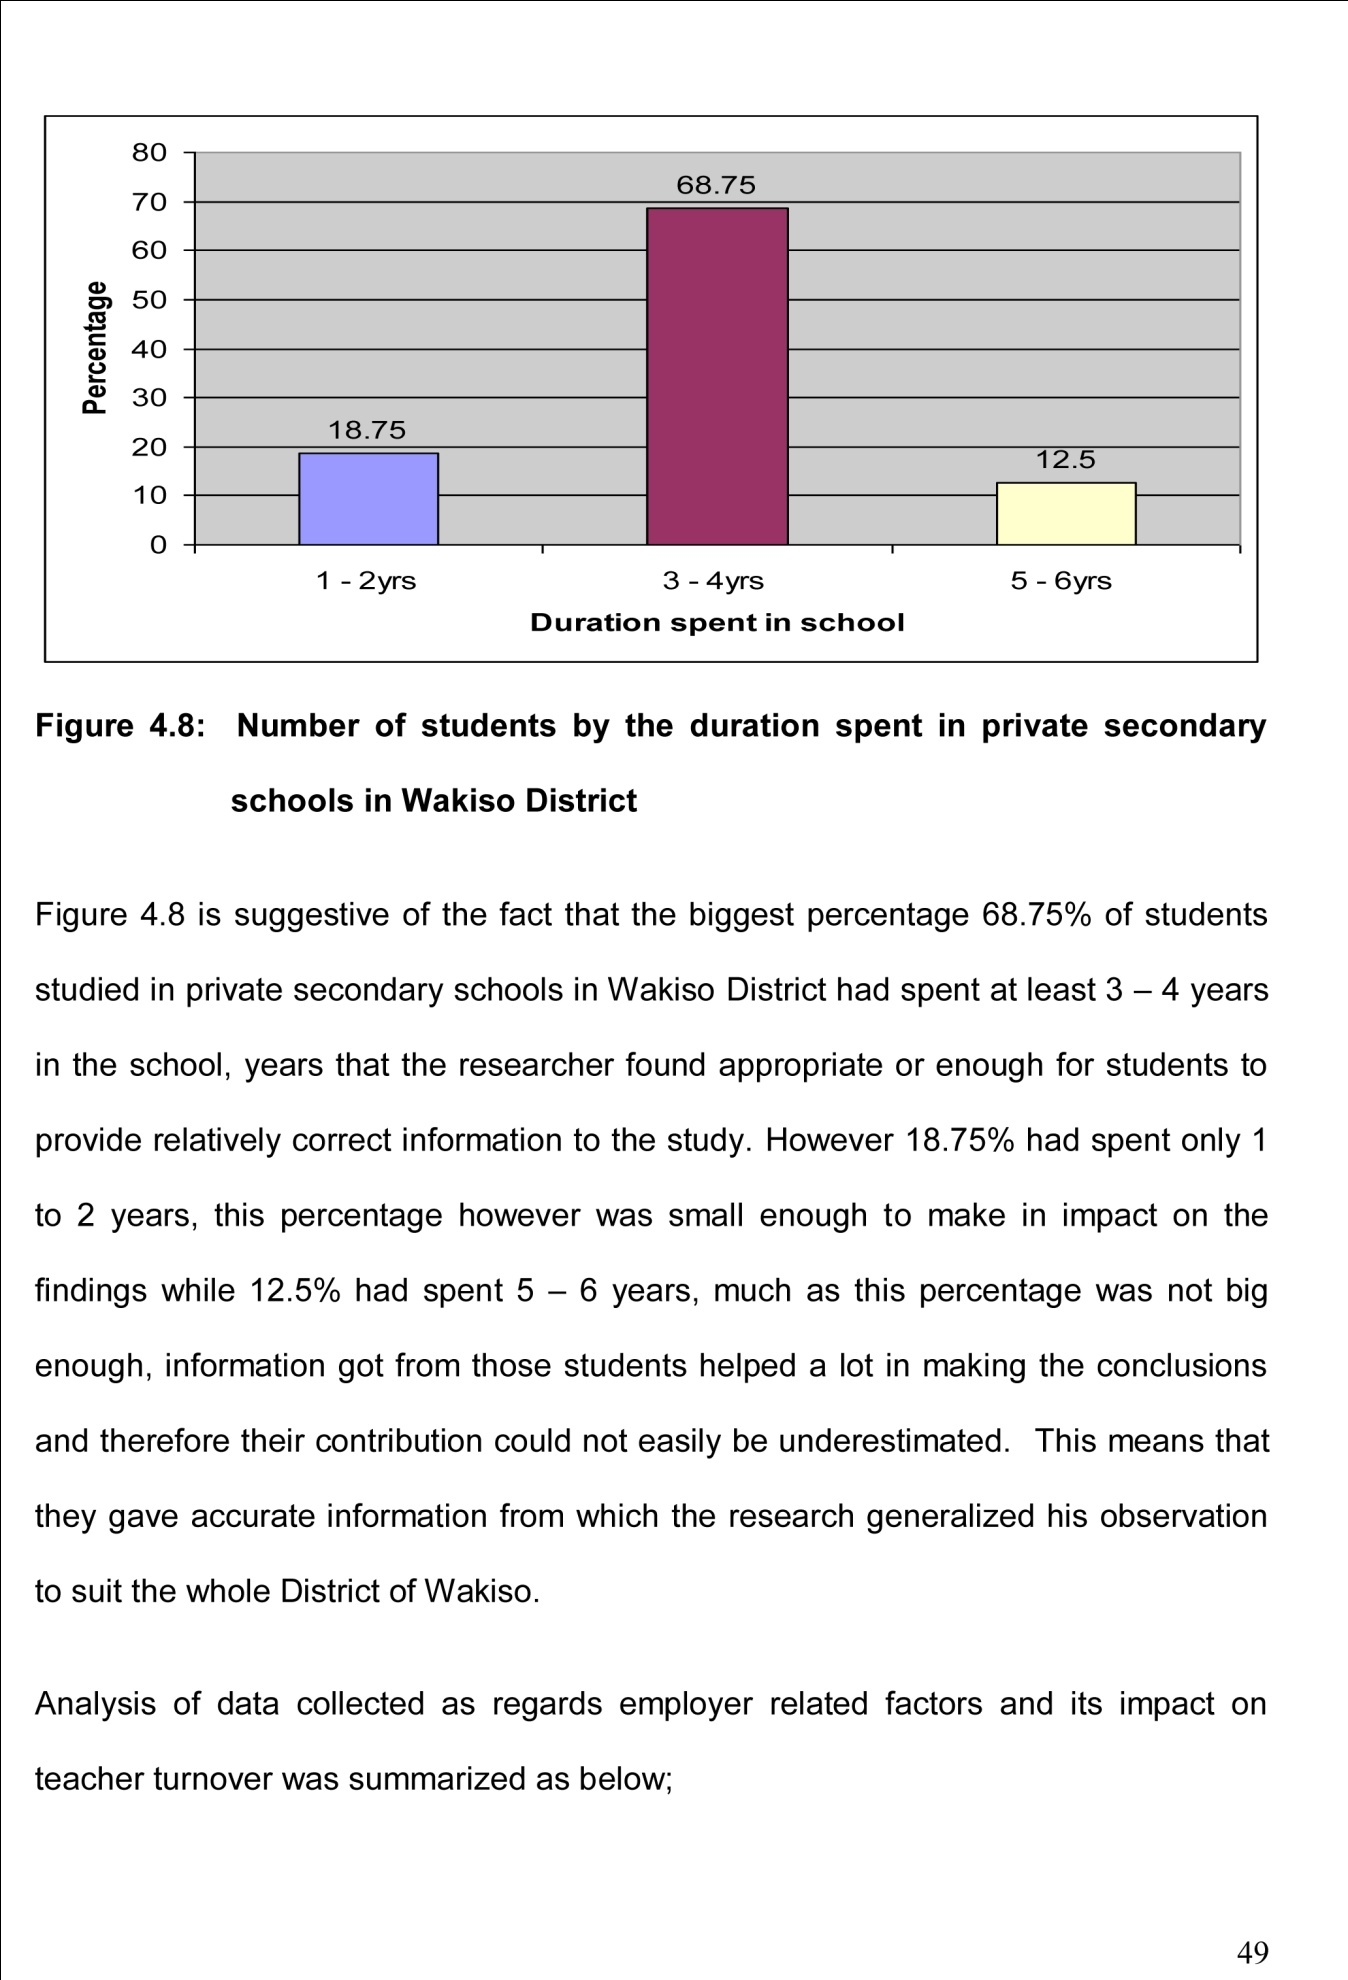 80
70
60
50
40
30
20
10
0
Percentage
18.75
68.75
12.5
1 - 2yrs
3 - 4yrs
5 - 6yrs
Duration spent in school
Figure 4.8: Number of students by the duration spent in private secondary
schools in Wakiso District
Figure 4.8 is suggestive of the fact that the biggest percentage 68.75% of students
studied in private secondary schools in Wakiso District had spent at least 3 – 4 years
in the school, years that the researcher found appropriate or enough for students to
provide relatively correct information to the study. However 18.75% had spent only 1
to 2 years, this percentage however was small enough to make in impact on the
findings while 12.5% had spent 5 – 6 years, much as this percentage was not big
enough, information got from those students helped a lot in making the conclusions
and therefore their contribution could not easily be underestimated. This means that
they gave accurate information from which the research generalized his observation
to suit the whole District of Wakiso.
Analysis of data collected as regards employer related factors and its impact on
teacher turnover was summarized as below;
49